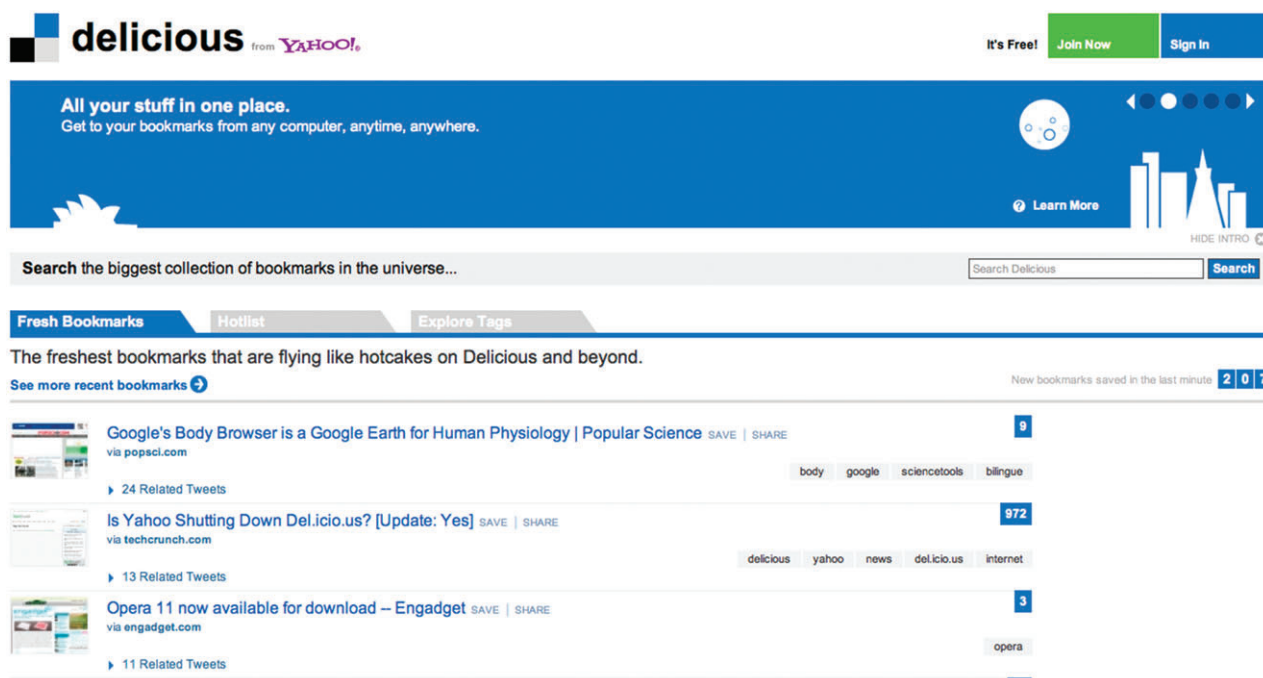 delicious from YAHOO!®
It's Free! Join Now Sign In
All your stuff in one place.
Get to your bookmarks from any computer, anytime, anywhere.
Learn More
HIDE INTRO
Search the biggest collection of bookmarks in the universe...
Search Delicious Search
Fresh Bookmarks Hotlist Explore Tags
The freshest bookmarks that are flying like hotcakes on Delicious and beyond.
See more recent bookmarks
New bookmarks saved in the last minute 2 0
Google's Body Browser is a Google Earth for Human Physiology | Popular Science SAVE | SHARE
9
via popsci.com
body google sciencetools bilingue
24 Related Tweets
Is Yahoo Shutting Down Del.icio.us? [Update: Yes] SAVE | SHARE
972
via techcrunch.com
delicious yahoo news del.icio.us internet
13 Related Tweets
Opera 11 now available for download -- Engadget SAVE | SHARE
3
via engadget.com
opera
11 Related Tweets